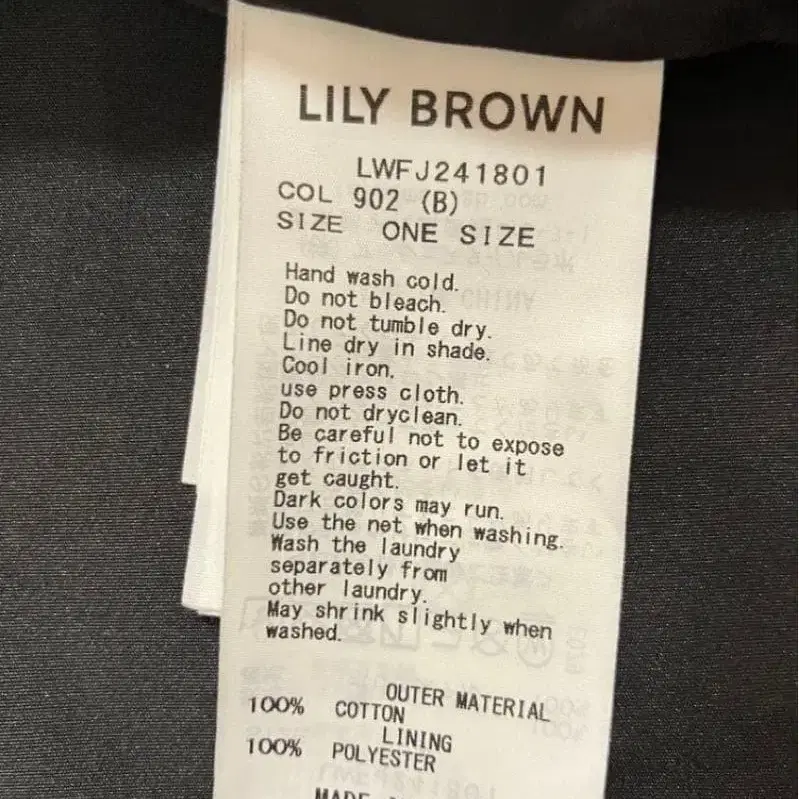 LILY BROWN
LWFJ241801
COL 902 (B)
SIZE ONE SIZE
Hand wash cold.
Do not bleach.
Do not tumble dry.
Line dry in shade.
Cool iron.
use press cloth.
Do not dryclean.
Be careful not to expose
to friction or let it
get caught.
Dark colors may run.
Use the net when washing.
Wash the laundry
separately from
other laundry.
May shrink slightly when
washed.
OUTER MATERIAL
100% COTTON
LINING
100% POLYESTER
MADE